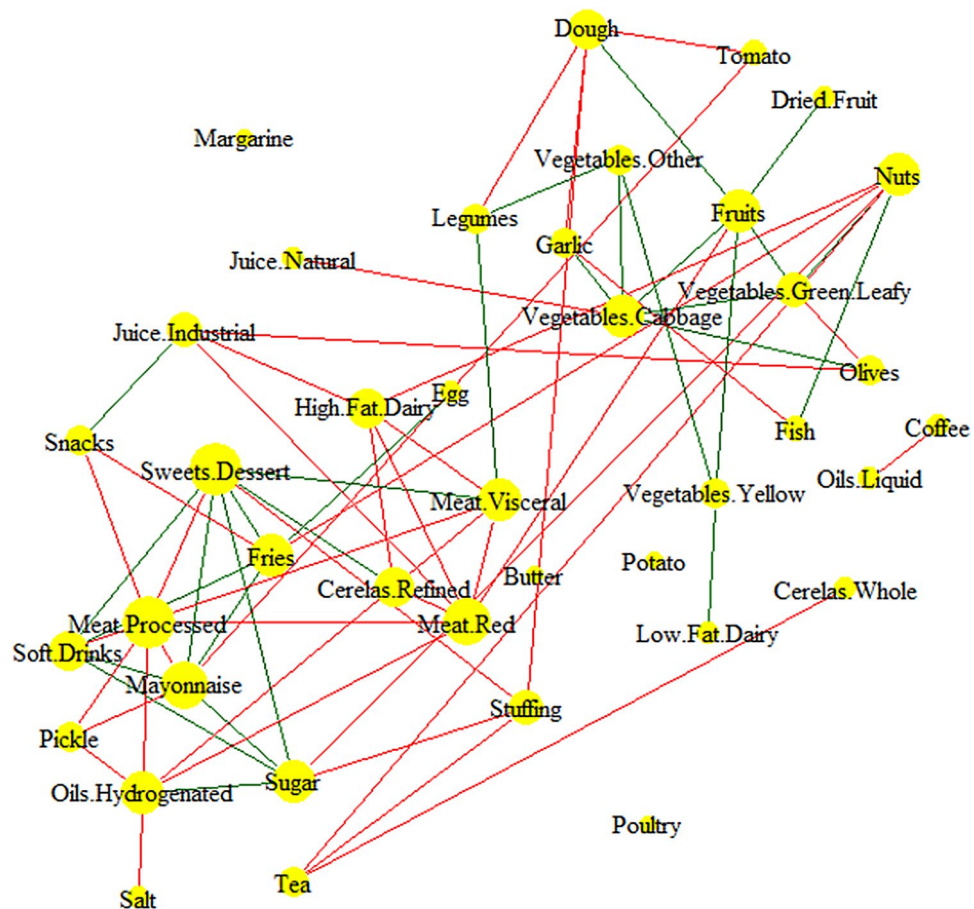 Dough
Tomato
Dried.Fruit
Margarine
Vegetables.Other
Nuts
Legumes
Fruits
Garlic
Juice.Natural
Vegetables.Green.Leafy
Vegetables.Cabbage
Juice.Industrial
Olives
Egg
High.Fat.Dairy
Snacks
Fish
Coffee
Sweets.Dessert
Oils.Liquid
Meat.Visceral
Vegetables.Yellow
Fries
Potato
Butter
Cerelas.Refined
Cerelas.Whole
Meat.Processed
Meat.Red
Low.Fat.Dairy
Soft.Drinks
Mayonnaise
Stuffing
Pickle
Sugar
Oils.Hydrogenated
Poultry
Tea
Salt